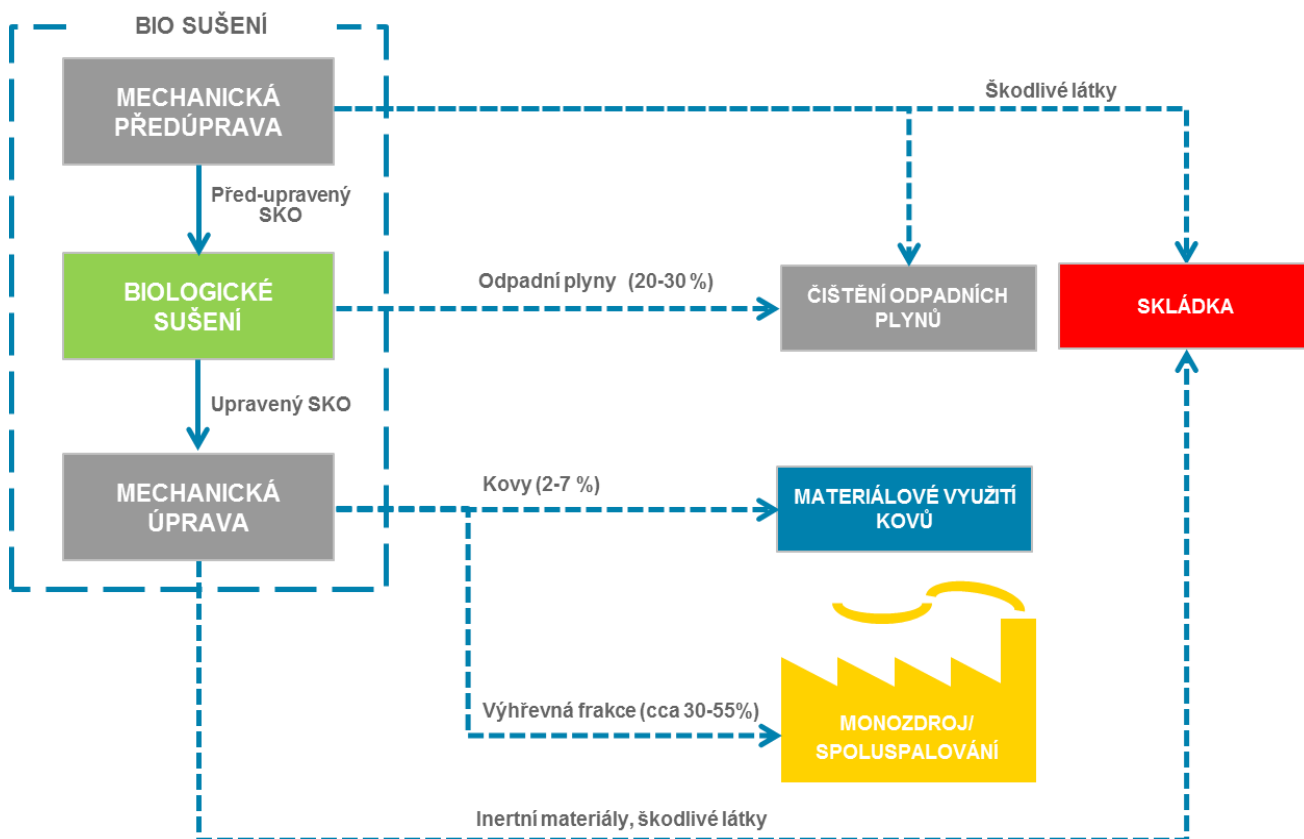 BIO SUŠENÍ
MECHANICKÁ
PŘEDÚPRAVA
Škodlivé látky
Před-upravený
SKO
BIOLOGICKÉ
SUŠENÍ
Odpadní plyny (20-30 %)
ČIŠTĚNÍ ODPADNÍCH
PLYNŮ
SKLÁDKA
Upravený SKO
MECHANICKÁ
ÚPRAVA
Kovy (2-7 %)
MATERIÁLOVÉ VYUŽITÍ
KOVŮ
Výhřevná frakce (cca 30-55%)
MONOZDROJ/
SPOLUSPALOVÁNÍ
Inertní materiály, škodlivé látky